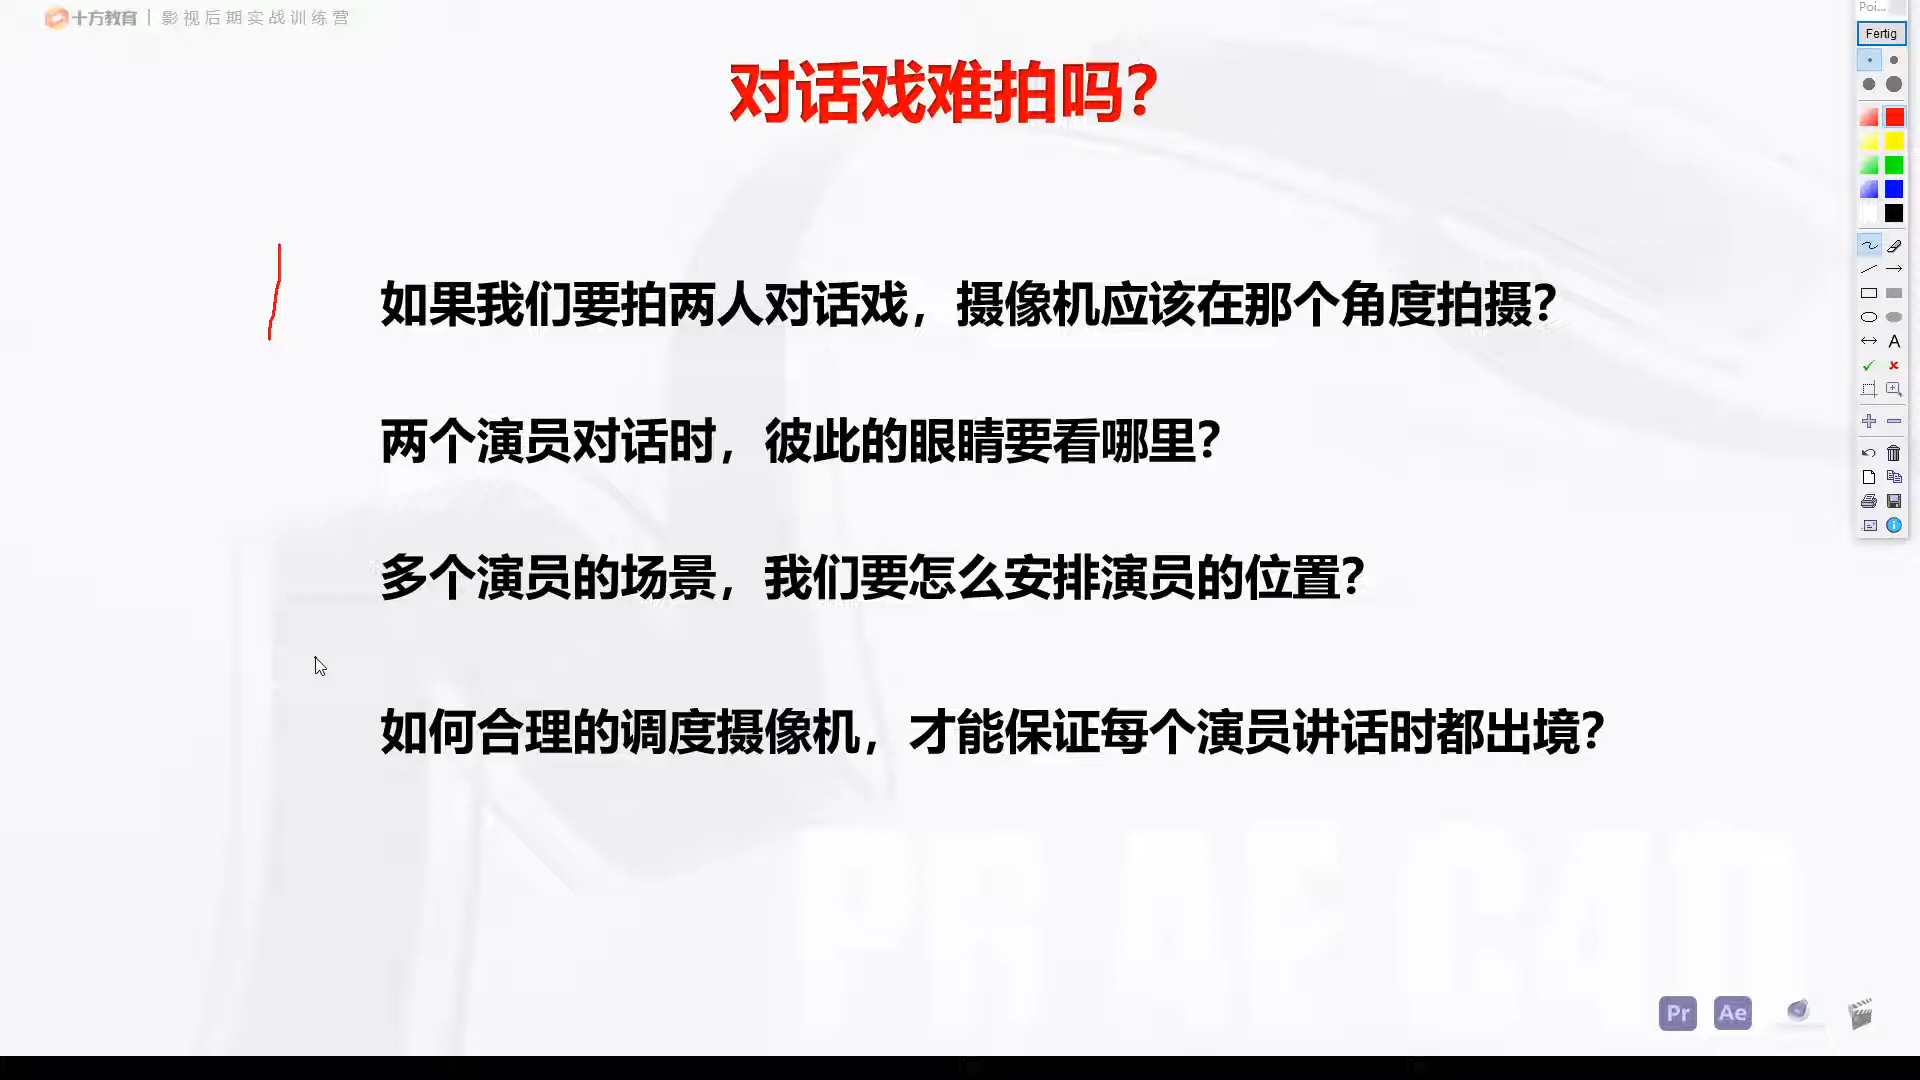 十方教育 | 影视后期实战训练营
Poi...
Fertig
对话戏难拍吗？
如果我们要拍两人对话戏，摄像机应该在那个角度拍摄？
两个演员对话时，彼此的眼睛要看哪里？
多个演员的场景，我们要怎么安排演员的位置？
如何合理的调度摄像机，才能保证每个演员讲话时都出境？
PR AE C4D
Pr Ae